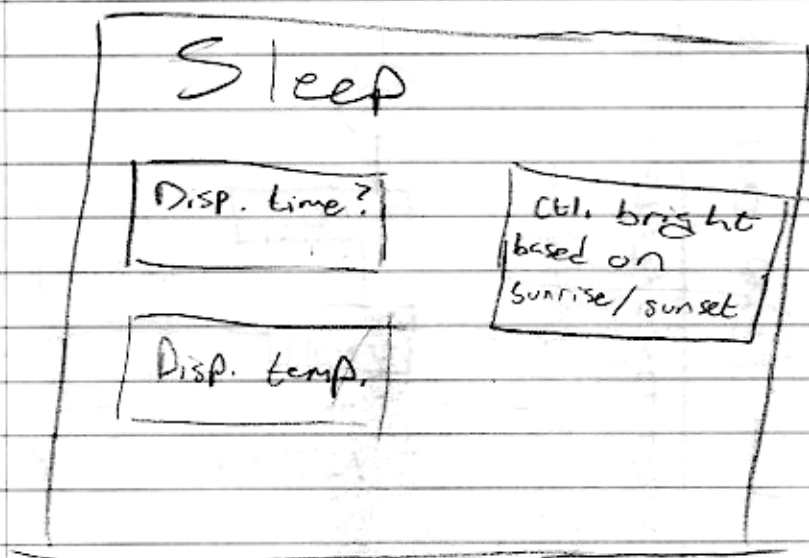 Sleep
Disp. time?
Ctl. bright
based on
sunrise/sunset
Disp. temp.